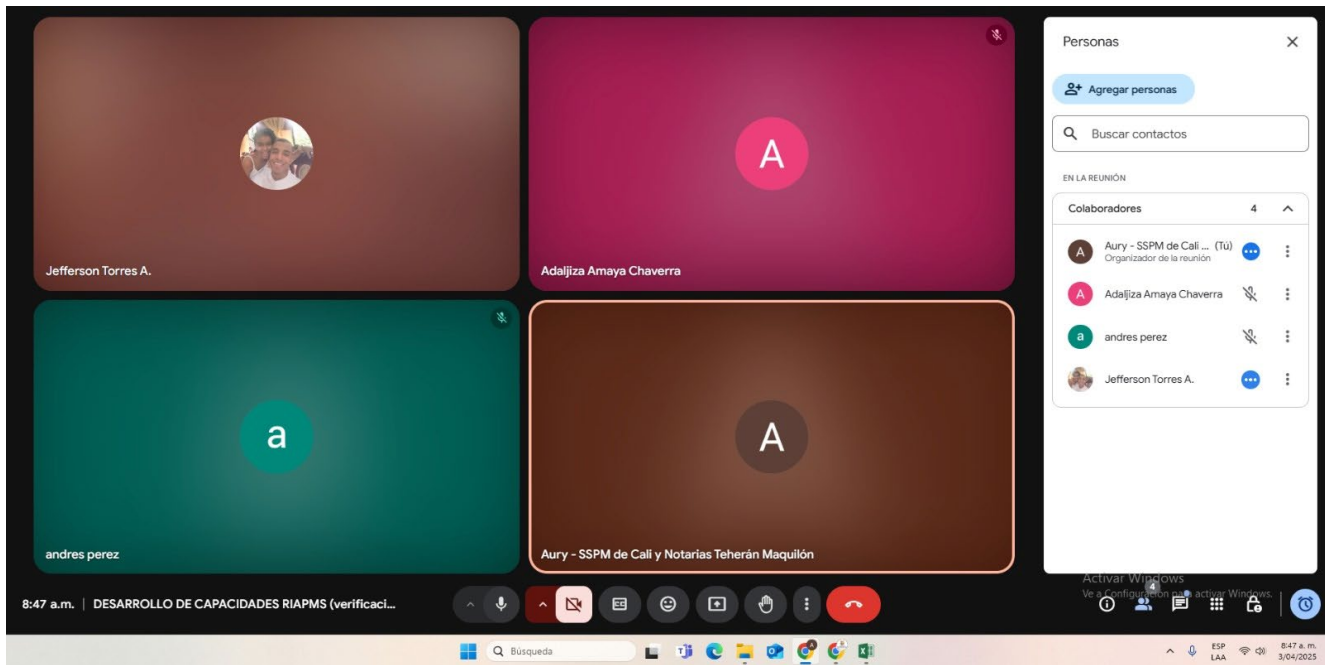 A
Jefferson Torres A.
Adaljiza Amaya Chaverra
a
A
andres perez
Aury - SSPM de Cali y Notarias Teherán Maquilón
Personas
Agregar personas
Buscar contactos
EN LA REUNIÓN
Colaboradores 4
A Aury - SSPM de Cali ... (Tú)
Organizador de la reunión
A Adaljiza Amaya Chaverra
a andres perez
Jefferson Torres A.
Activar Windows
Ve a Configuración para activar Windows.
8:47 a.m. | DESARROLLO DE CAPACIDADES RIAPMS (verificaci...
CC
4
Búsqueda
ESP
LAA
8:47 a. m.
3/04/2025